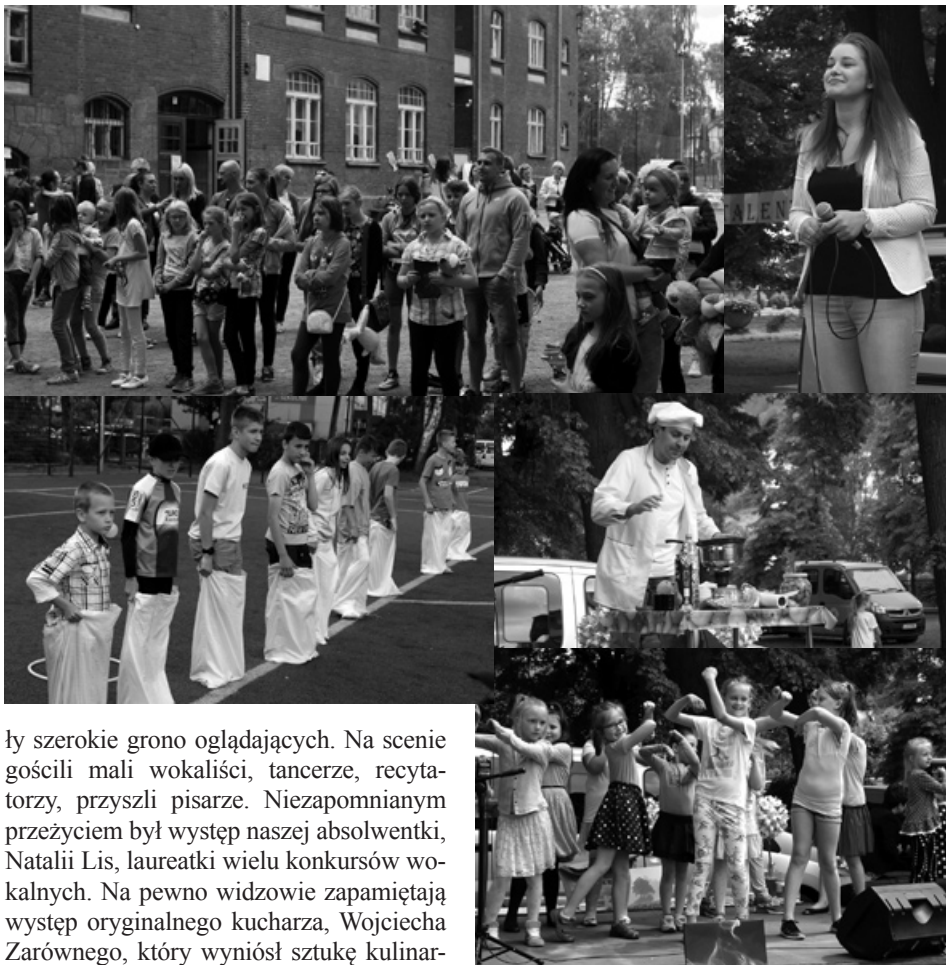 TALEN
ły szerokie grono oglądających. Na scenie
gościli mali wokaliści, tancerze, recyta-
torzy, przyszli pisarze. Niezapomnianym
przeżyciem był występ naszej absolwentki,
Natalii Lis, laureatki wielu konkursów wo-
kalnych. Na pewno widzowie zapamiętają
występ oryginalnego kucharza, Wojciecha
Zarównego, który wyniósł sztukę kulinar-